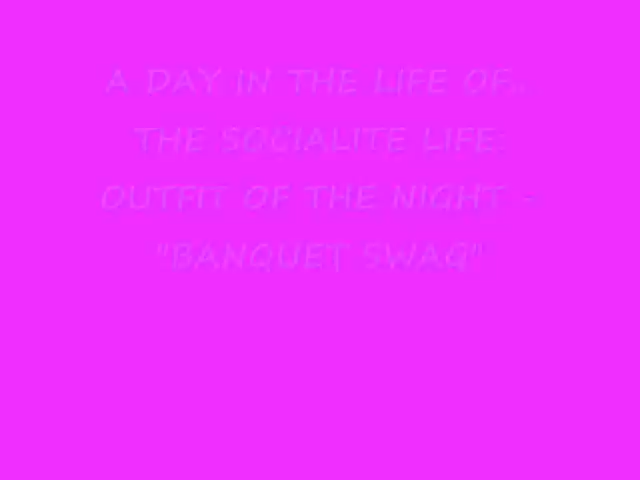 A DAY IN THE LIFE OF..
THE SOCIALITE LIFE:
OUTFIT OF THE NIGHT -
"BANQUET SWAG"